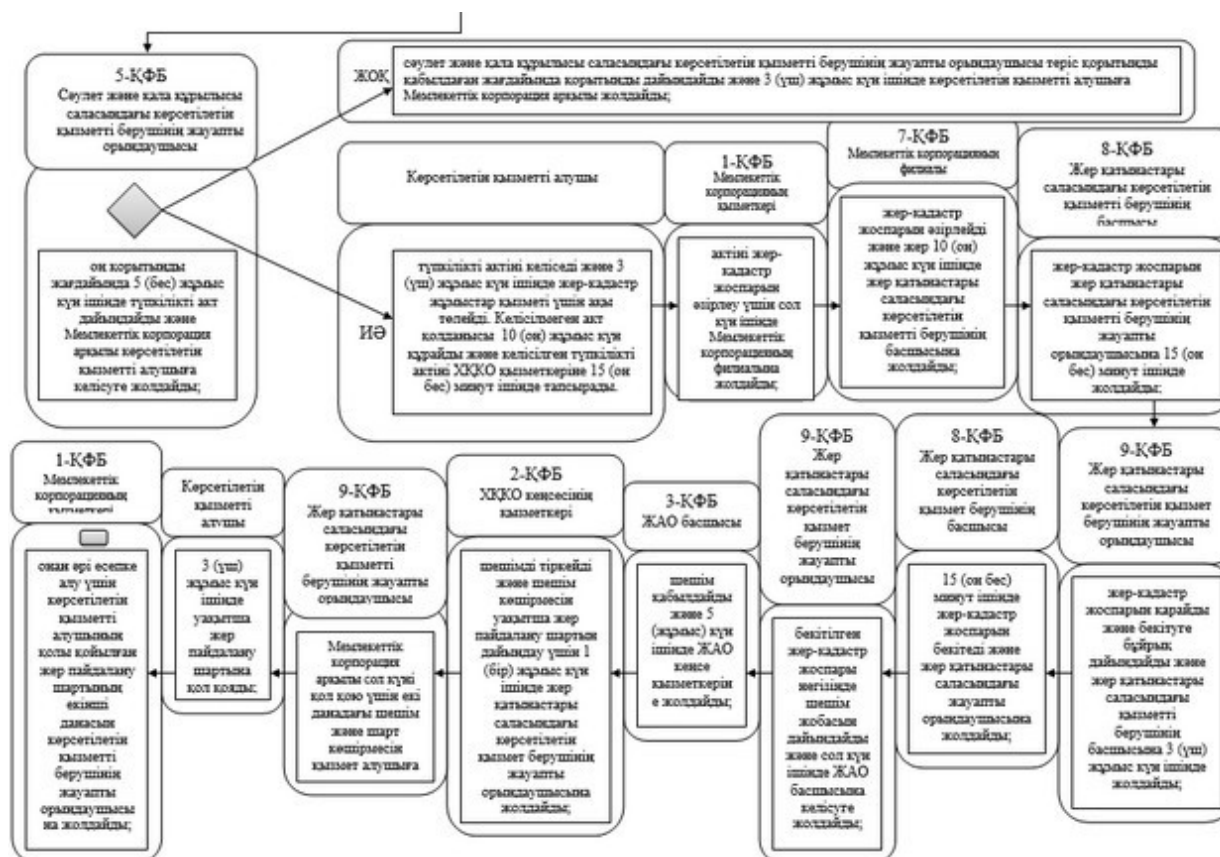 5-ҚФБ
Сәулет және қала құрылысы
саласындағы көрсетілетін
қызметті берушінің жауапты
орындаушысы
он қорытынды
жағдайында 5 (бес) жұмыс
күн ішінде түпкілікті акт
дайындайды және
Мемлекеттік корпорация
арқылы көрсетілетін
қызметті алушыға
келісуге жолдайды;
ЖОҚ
сәулет және қала құрылысы саласындағы көрсетілетін қызметті берушінің жауапты орындаушысы теріс қорытынды
қабылдаған жағдайында қорытынды дайындайды және 3 (үш) жұмыс күн ішінде көрсетілетін қызметті алушыға
Мемлекеттік корпорация арқылы жолдайды;
Көрсетілетін қызметті алушы
ИӘ
түпкілікті актіні келіседі және 3
(үш) жұмыс күн ішінде жер-кадастр
жұмыстар қызметі үшін ақы
төлейді. Келісілмеген акт
қолданысы 10 (он) жұмыс күн
құрайды және келісілген түпкілікті
актіні ХҚКО қызметкеріне 15 (он
бес) минут ішінде тапсырады.
1-ҚФБ
Мемлекеттік
корпорацияның
қызметкері
актіні жер-
кадастр
жоспарын
әзірлеу үшін сол
күн ішінде
Мемлекеттік
корпорацияның
филиалына
жолдайды;
7-ҚФБ
Мемлекеттік корпорацияның
филиалы
жер-кадастр
жоспарын әзірлейді
және жер 10 (он)
жұмыс күн ішінде
жер қатынастары
саласындағы
көрсетілетін
қызметті берушінің
басшысына
жолдайды;
8-ҚФБ
Жер қатынастары
саласындағы көрсетілетін
қызметті берушінің
басшысы
жер-кадастр жоспарын
жер қатынастары
саласындағы көрсетілетін
қызметті берушінің
жауапты
орындаушысына 15 (он
бес) минут ішінде
жолдайды;
9-ҚФБ
Жер қатынастары
саласындағы
көрсетілетін қызмет
берушінің жауапты
орындаушысы
жер-кадастр
жоспарын қарайды
және бекітуге
бұйрық
дайындайды және
жер қатынастары
саласындағы
қызметті
берушінің
басшысына 3 (үш)
жұмыс күн ішінде
жолдайды;
8-ҚФБ
Жер қатынастары
саласындағы
көрсетілетін
қызмет берушінің
басшысы
15 (он бес)
минут ішінде
жер-кадастр
жоспарын
бекітеді және
жер қатынастары
саласындағы
жауапты
орындаушысына
жолдайды;
9-ҚФБ
Жер
қатынастары
саласындағы
көрсетілетін
қызмет
берушінің
жауапты
орындаушысы
бекітілген
жер-кадастр
жоспары
негізінде
шешім
жобасын
дайындайды
және сол күн
ішінде ЖАО
басшысына
келісуге
жолдайды;
3-ҚФБ
ЖАО басшысы
шешім
қабылдайды
және 5
(жұмыс) күн
ішінде ЖАО
кеңсе
қызметкерін
е жолдайды;
2-ҚФБ
ХҚКО кеңсесінің
қызметкері
шешімді тіркейді
және шешім
көшірмесін
уақытша жер
пайдалану шартын
дайындау үшін 1
(бір) жұмыс күн
ішінде жер
қатынастары
саласындағы
көрсетілетін
қызмет берушінің
жауапты
орындаушысына
жолдайды;
9-ҚФБ
Жер қатынастары
саласындағы
көрсетілетін
қызметті
берушінің жауапты
орындаушысы
Мемлекеттік
корпорация
арқылы сол күні
қол қою үшін екі
данадағы шешім
және шарт
көшірмесін
қызмет алушыға
Көрсетілетін
қызметті
алушы
3 (үш)
жұмыс күн
ішінде
уақытша
жер
пайдалану
шартына
қол қояды;
1-ҚФБ
Мемлекеттік
корпорацияның
қызметкері
онан әрі есепке
алу үшін
көрсетілетін
қызметті
алушының
қолы қойылған
жер пайдалану
шартының
екінші
данасын
көрсетілетін
қызметті
берушінің
жауапты
орындаушысы
на жолдайды;